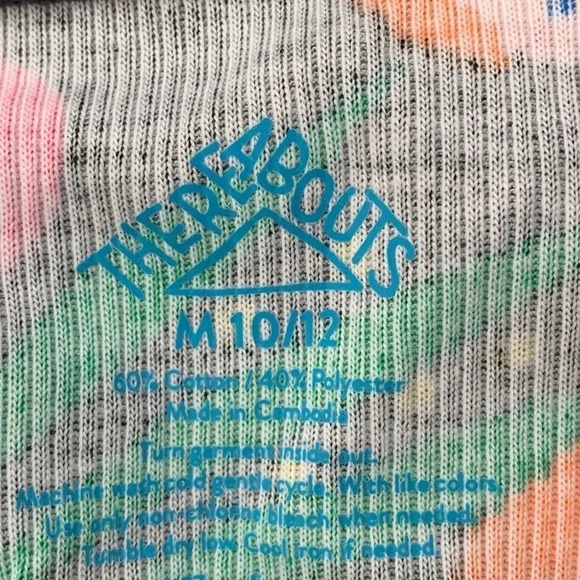 THEREABOUTS
M 10/12
60% Cotton / 40% Polyester
Made in Cambodia
Turn garment inside out.
Machine wash cold gentle cycle. With like colors.
Use only non-chlorine bleach when needed.
Tumble dry low. Cool iron if needed.